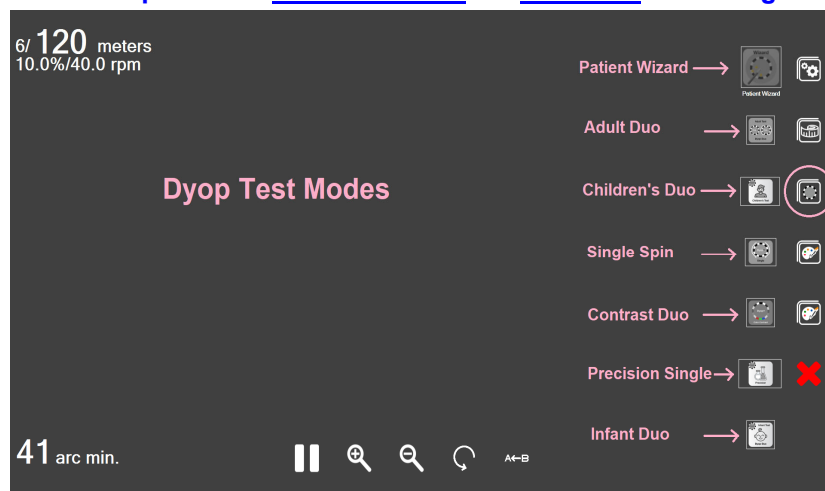 6/ 120 meters
10.0%/40.0 rpm
Patient Wizard
Patient Wizard
Adult Duo
Dyop Test Modes
Children's Duo
Single Spin
Contrast Duo
Precision Single
Infant Duo
41 arc min.
A←B